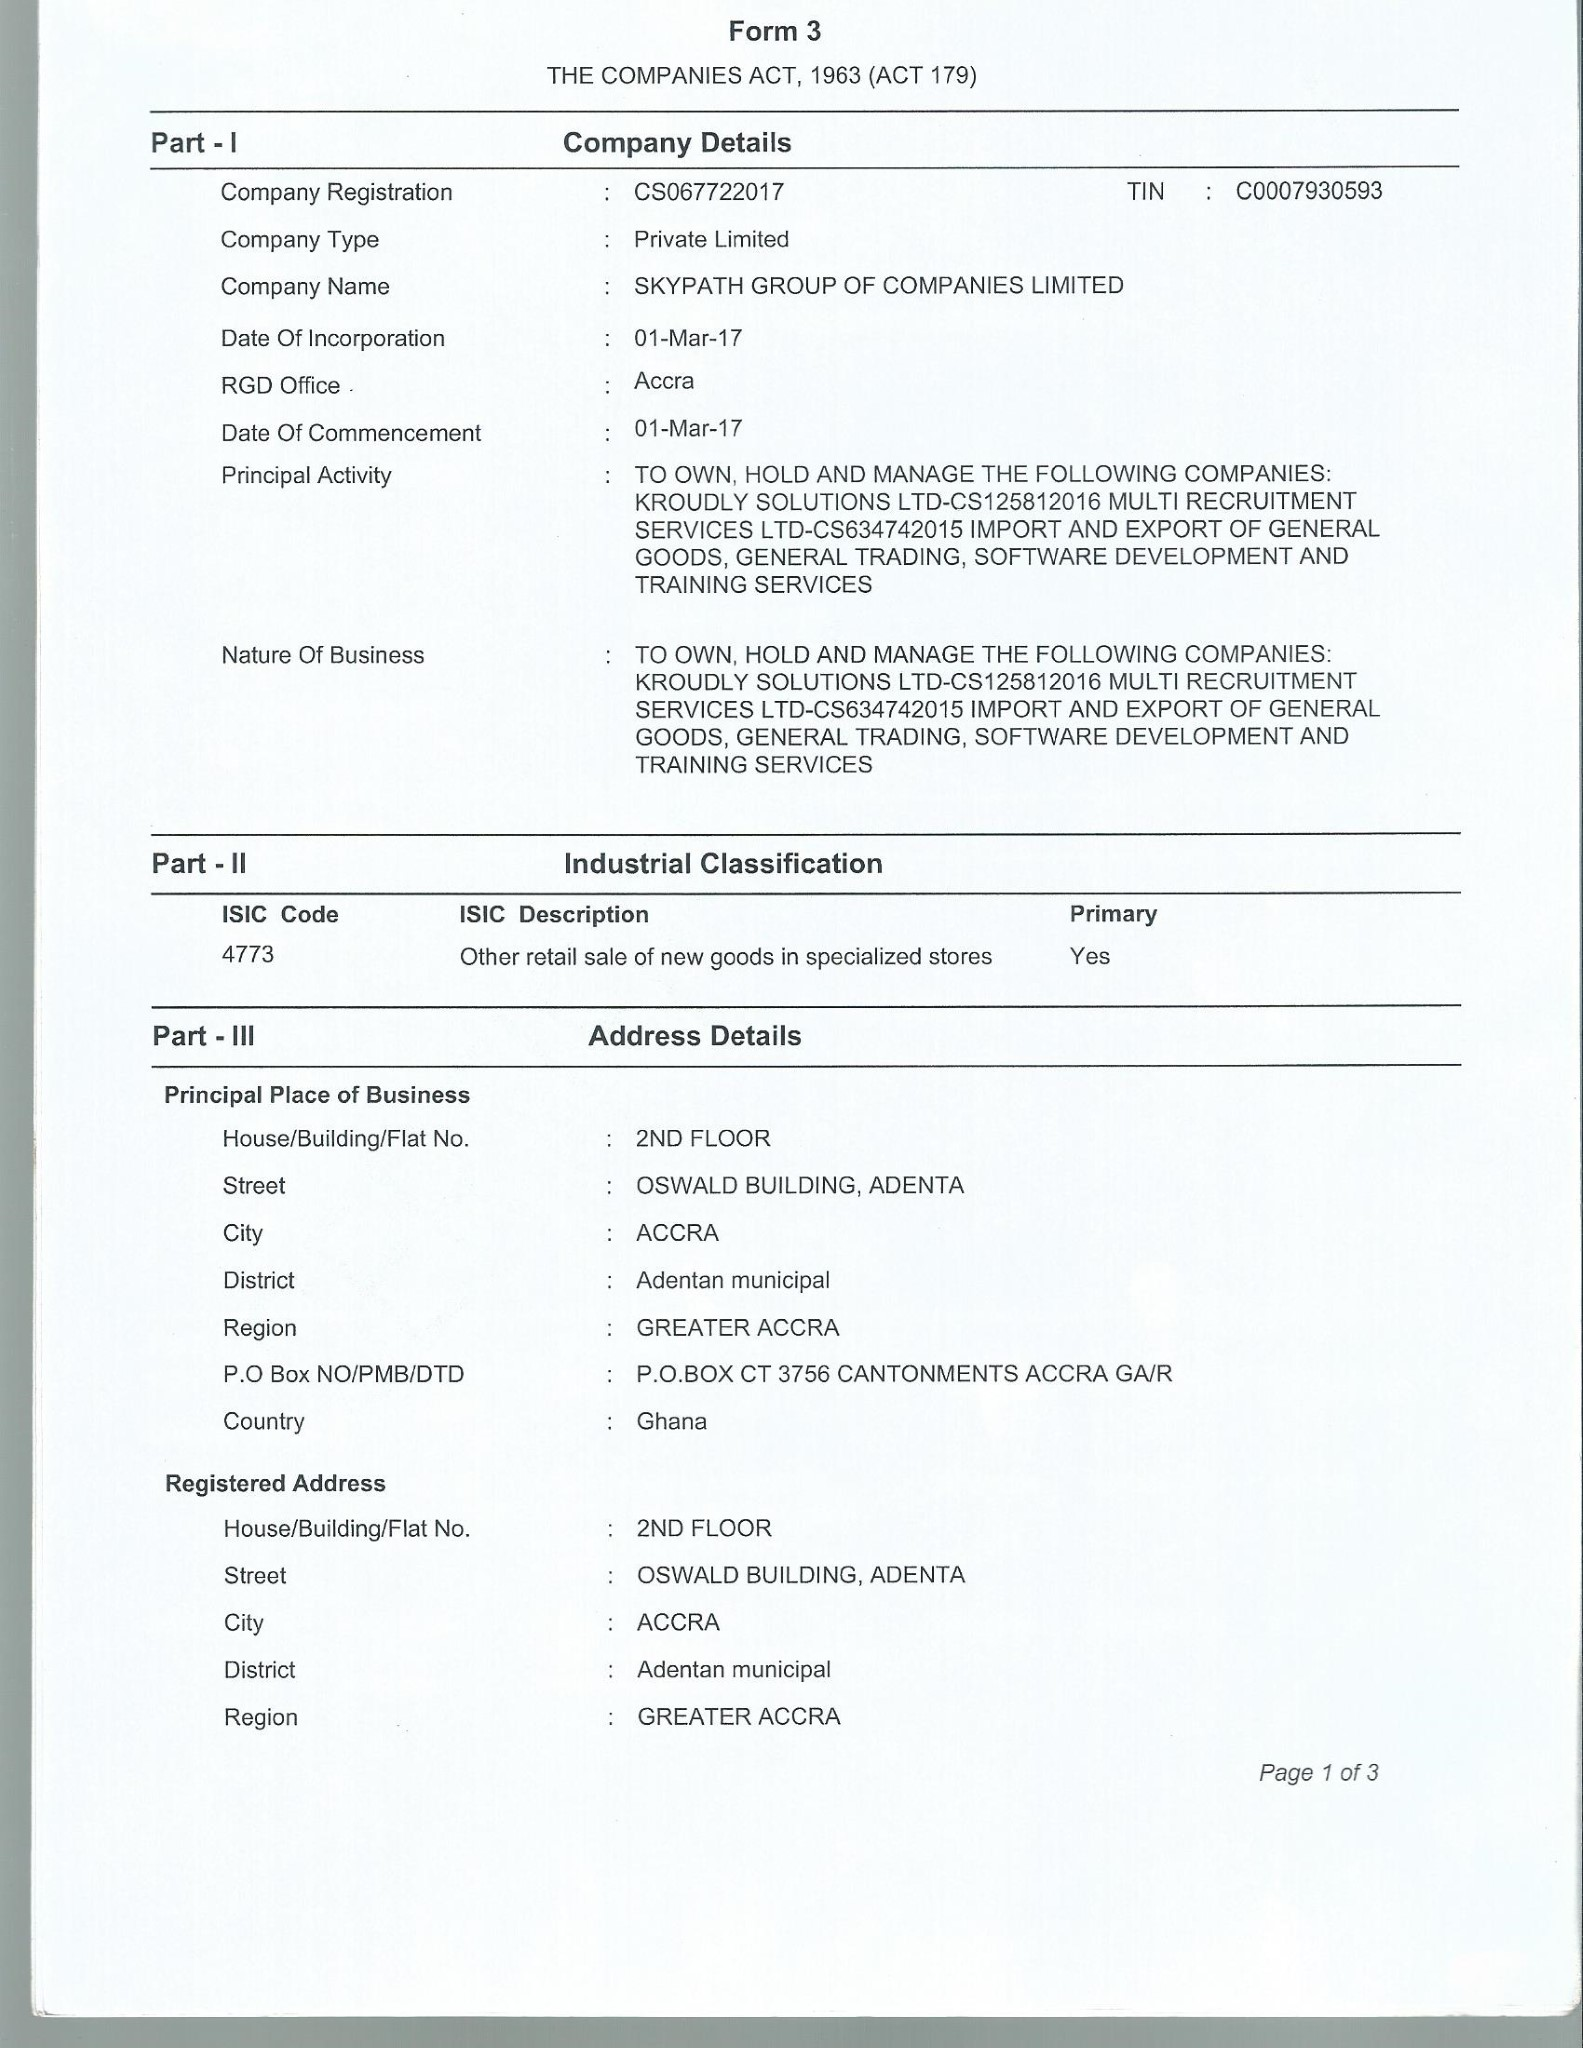 Form 3
THE COMPANIES ACT, 1963 (ACT 179)
Part - I Company Details
Company Registration : CS067722017 TIN : C0007930593
Company Type : Private Limited
Company Name : SKYPATH GROUP OF COMPANIES LIMITED
Date Of Incorporation : 01-Mar-17
RGD Office : Accra
Date Of Commencement : 01-Mar-17
Principal Activity : TO OWN, HOLD AND MANAGE THE FOLLOWING COMPANIES:
KROUDLY SOLUTIONS LTD-CS125812016 MULTI RECRUITMENT
SERVICES LTD-CS634742015 IMPORT AND EXPORT OF GENERAL
GOODS, GENERAL TRADING, SOFTWARE DEVELOPMENT AND
TRAINING SERVICES
Nature Of Business : TO OWN, HOLD AND MANAGE THE FOLLOWING COMPANIES:
KROUDLY SOLUTIONS LTD-CS125812016 MULTI RECRUITMENT
SERVICES LTD-CS634742015 IMPORT AND EXPORT OF GENERAL
GOODS, GENERAL TRADING, SOFTWARE DEVELOPMENT AND
TRAINING SERVICES
Part - II Industrial Classification
ISIC Code ISIC Description Primary
4773 Other retail sale of new goods in specialized stores Yes
Part - III Address Details
Principal Place of Business
House/Building/Flat No. : 2ND FLOOR
Street : OSWALD BUILDING, ADENTA
City : ACCRA
District : Adentan municipal
Region : GREATER ACCRA
P.O Box NO/PMB/DTD : P.O.BOX CT 3756 CANTONMENTS ACCRA GA/R
Country : Ghana
Registered Address
House/Building/Flat No. : 2ND FLOOR
Street : OSWALD BUILDING, ADENTA
City : ACCRA
District : Adentan municipal
Region : GREATER ACCRA
Page 1 of 3